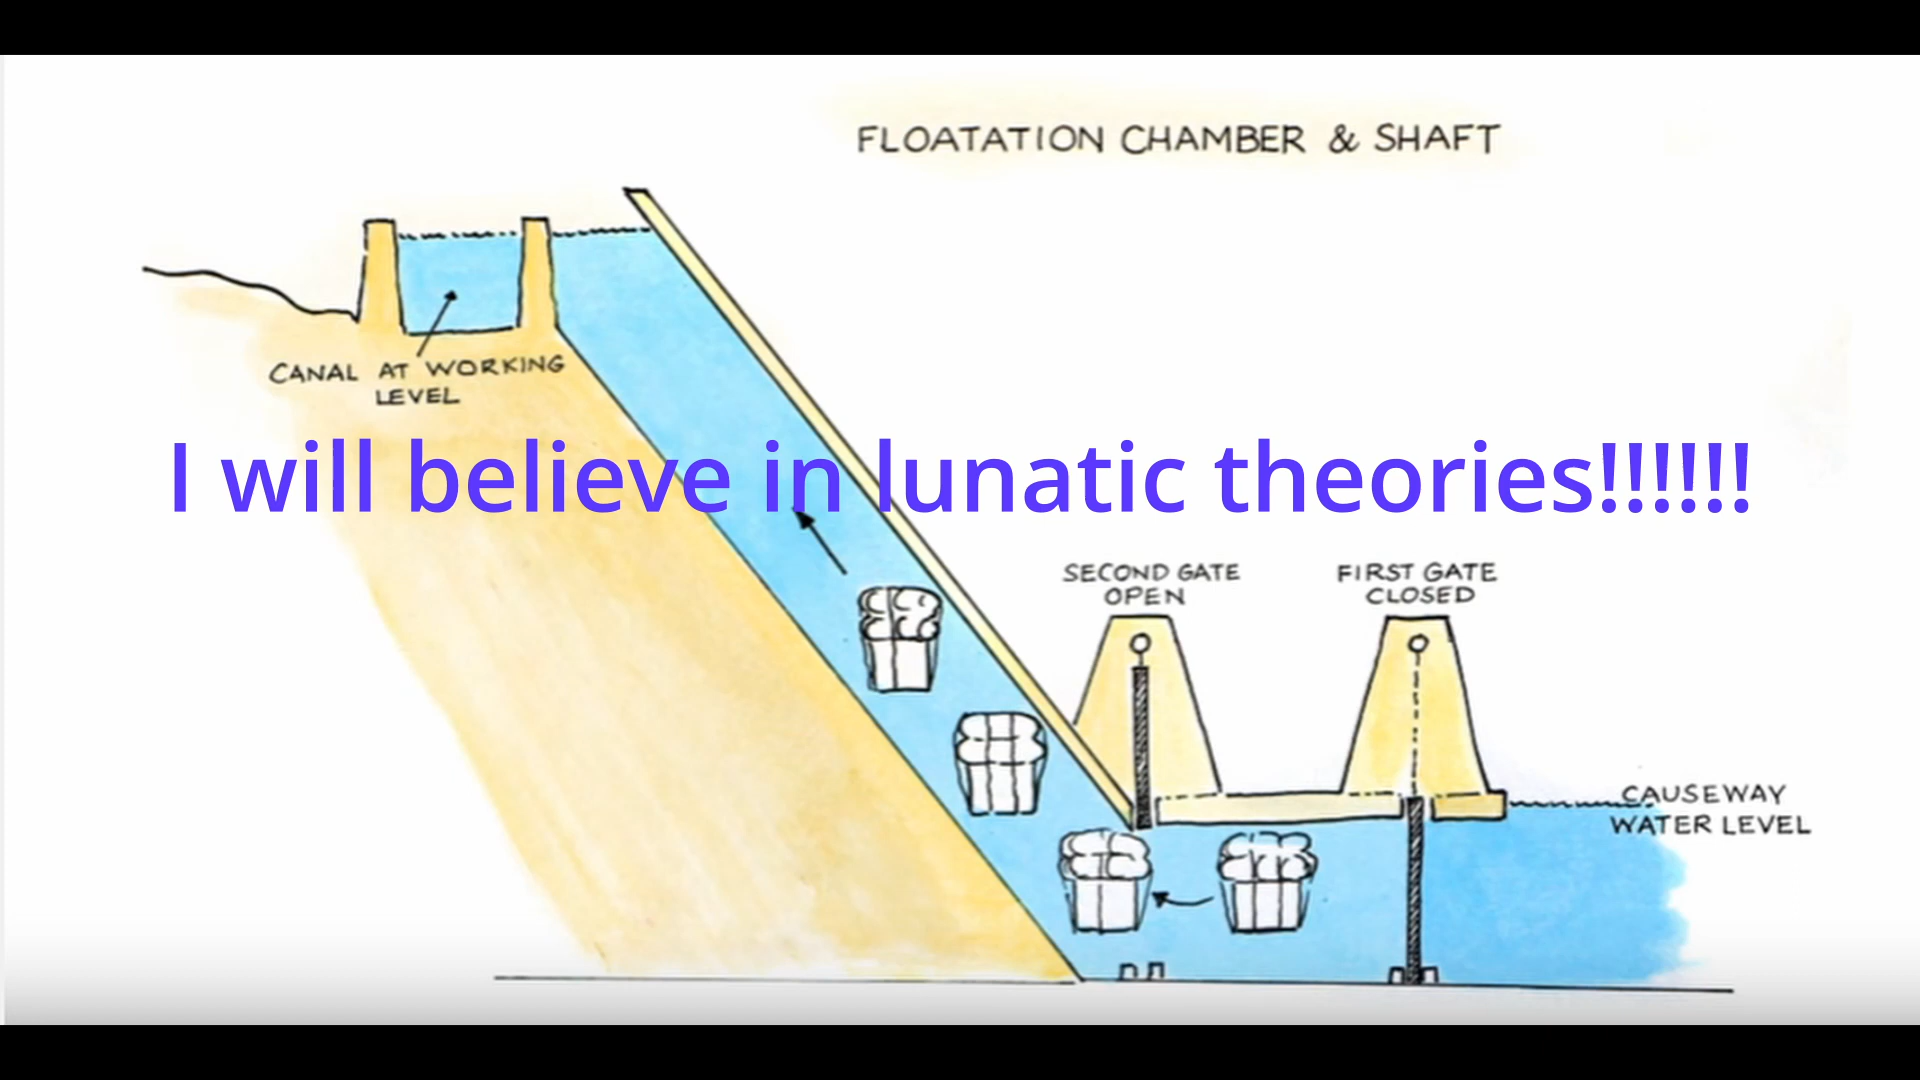 FLOATATION CHAMBER & SHAFT
CANAL AT WORKING
LEVEL
I will believe in lunatic theories!!!!!!
SECOND GATE
OPEN
FIRST GATE
CLOSED
CAUSEWAY
WATER LEVEL